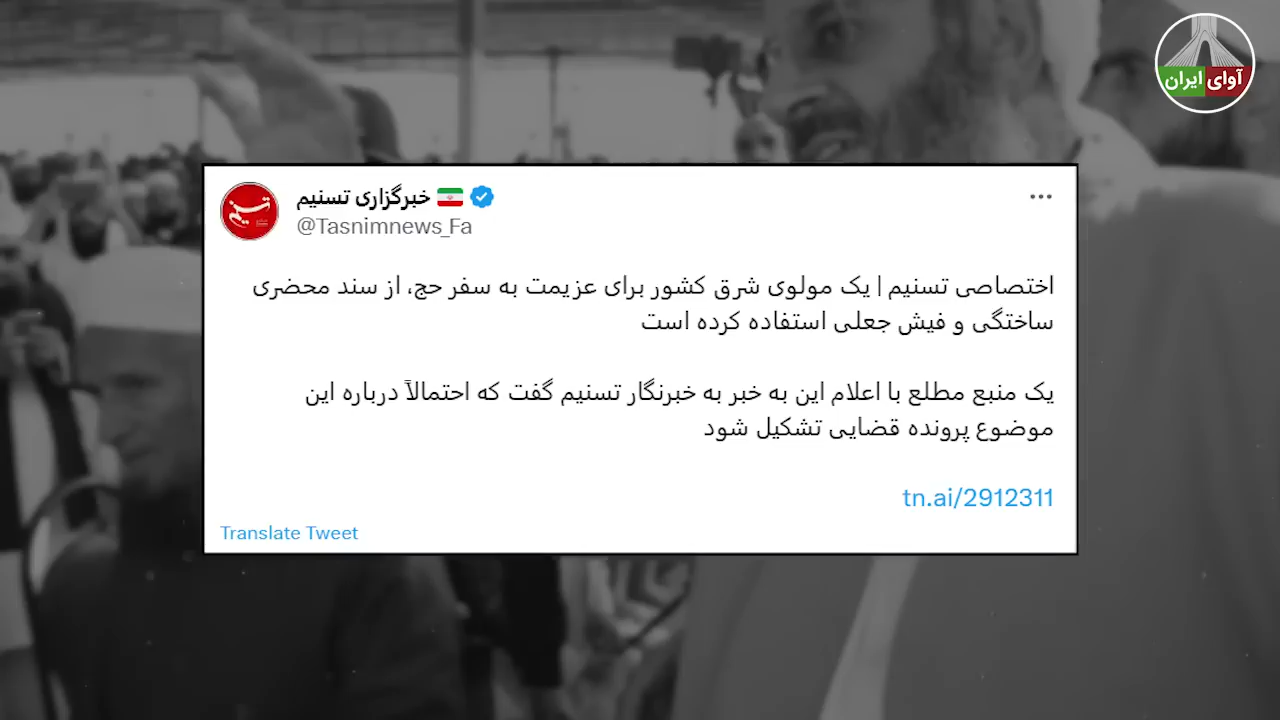 آوای ایران
خبرگزاری تسنیم
@Tasnimnews_Fa
اختصاصی تسنیم | یک مولوی شرق کشور برای عزیمت به سفر حج، از سند محضری
ساختگی و فیش جعلی استفاده کرده است
یک منبع مطلع با اعلام این به خبر به خبرنگار تسنیم گفت که احتمالاً درباره این
موضوع پرونده قضایی تشکیل شود
tn.ai/2912311
Translate Tweet
تسنیم